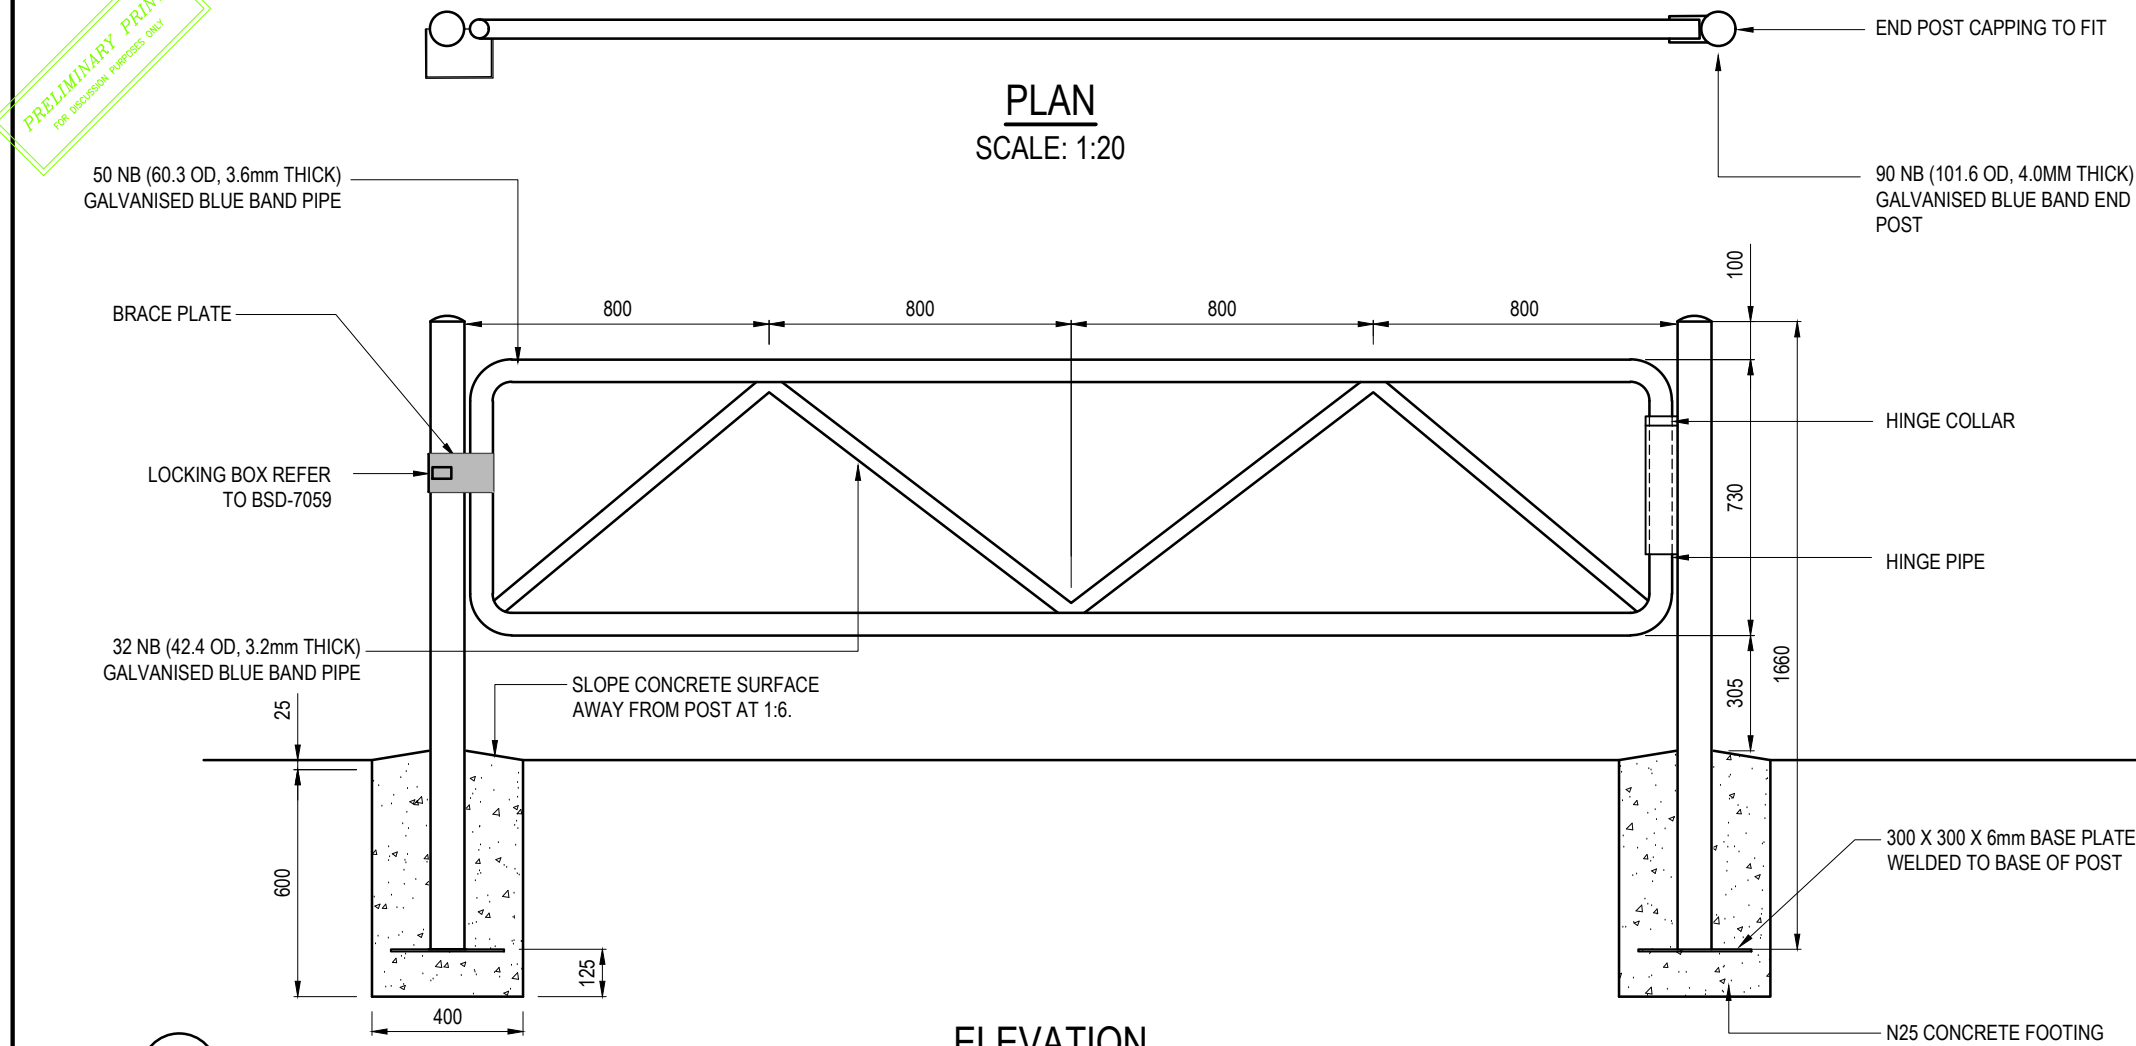 PRELIMINARY PRINT
FOR DISCUSSION PURPOSES ONLY
END POST CAPPING TO FIT
PLAN
SCALE: 1:20
50 NB (60.3 OD, 3.6mm THICK)
GALVANISED BLUE BAND PIPE
90 NB (101.6 OD, 4.0MM THICK)
GALVANISED BLUE BAND END
POST
100
BRACE PLATE
800
800
800
800
HINGE COLLAR
LOCKING BOX REFER
TO BSD-7059
730
HINGE PIPE
32 NB (42.4 OD, 3.2mm THICK)
GALVANISED BLUE BAND PIPE
1660
SLOPE CONCRETE SURFACE
AWAY FROM POST AT 1:6.
305
25
300 X 300 X 6mm BASE PLATE
WELDED TO BASE OF POST
600
125
400
ELEVATION
N25 CONCRETE FOOTING